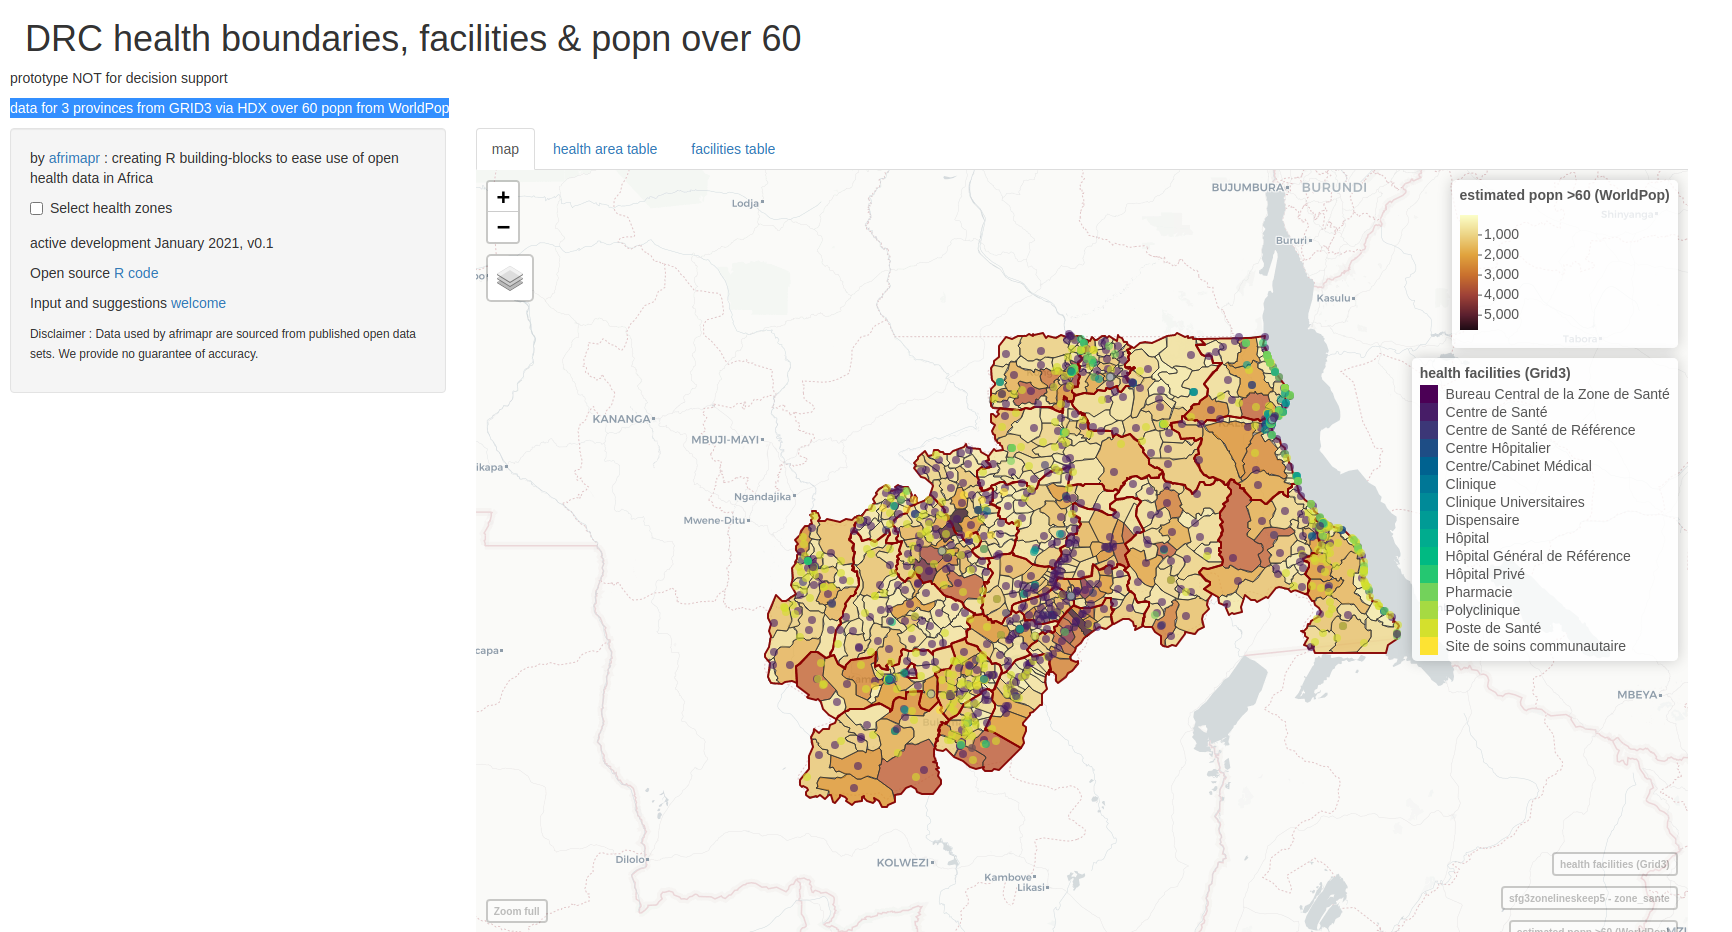 DRC health boundaries, facilities & popn over 60
prototype NOT for decision support
data for 3 provinces from GRID3 via HDX over 60 popn from WorldPop
by afrimapr : creating R building-blocks to ease use of open
health data in Africa
Select health zones
active development January 2021, v0.1
Open source R code
Input and suggestions welcome
Disclaimer : Data used by afrimapr are sourced from published open data
sets. We provide no guarantee of accuracy.
map
health area table
facilities table
+
−
Lodja
BUJUMBURA
BURUNDI
Bururi
Kasulu
Shinyanga
Tabora
KANANGA
MBUJI-MAYI
ikapa
Ngandajika
Mwene-Ditu
capa
MBEYA
Dilolo
KOLWEZI
Kambove
Likasi
estimated popn >60 (WorldPop)
1,000
2,000
3,000
4,000
5,000
health facilities (Grid3)
Bureau Central de la Zone de Santé
Centre de Santé
Centre de Santé de Référence
Centre Hôpitalier
Centre/Cabinet Médical
Clinique
Clinique Universitaires
Dispensaire
Hôpital
Hôpital Général de Référence
Hôpital Privé
Pharmacie
Polyclinique
Poste de Santé
Site de soins communautaire
Zoom full
health facilities (Grid3)
sfg3zonelineskeep5 - zone_sante
estimated popn >60 (WorldPop)